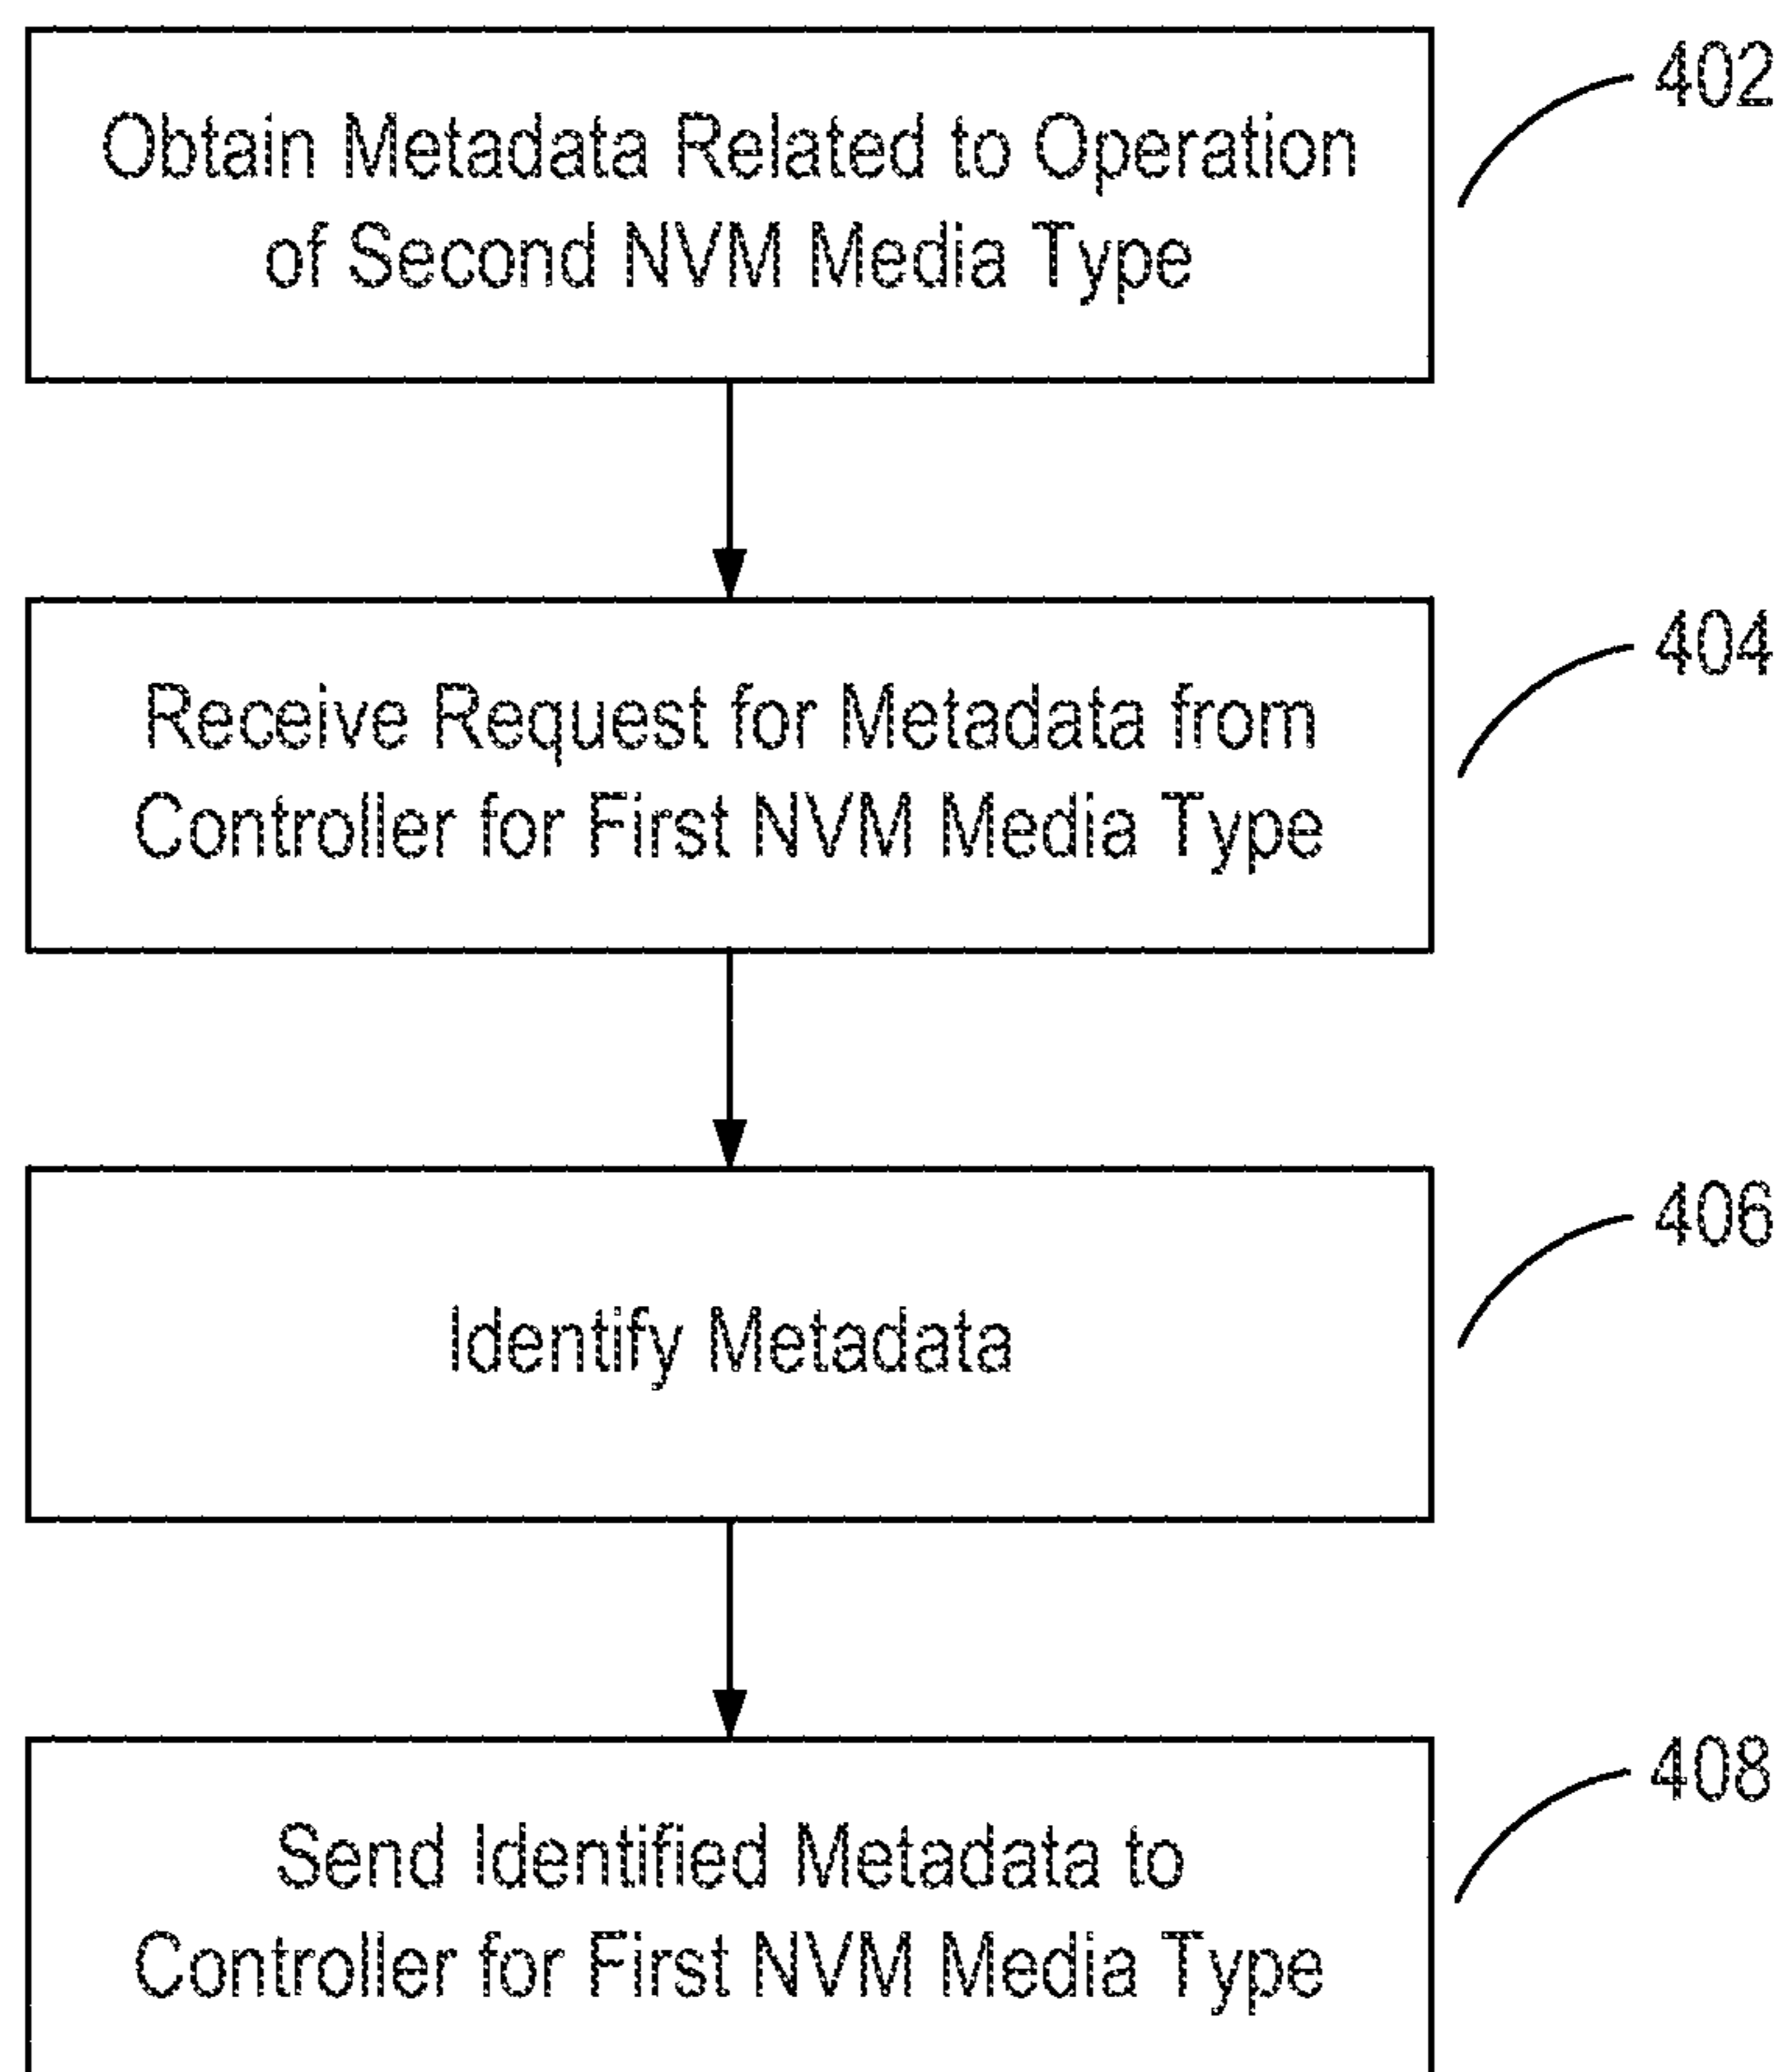 402
Obtain Metadata Related to Operation
of Second NVM Media Type
404
Receive Request for Metadata from
Controller for First NVM Media Type
406
Identify Metadata
408
Send Identified Metadata to
Controller for First NVM Media Type